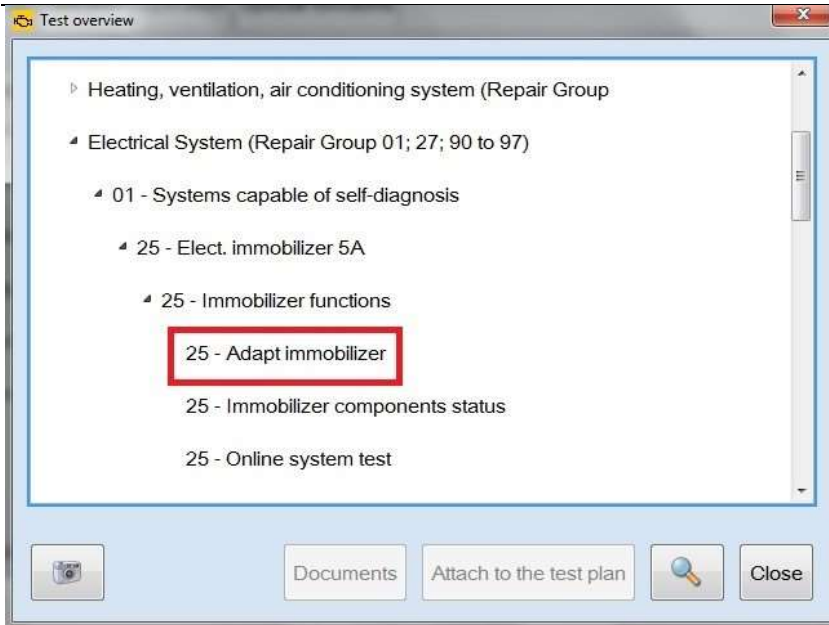 Test overview
Heating, ventilation, air conditioning system (Repair Group
Electrical System (Repair Group 01; 27; 90 to 97)
01 - Systems capable of self-diagnosis
25 - Elect. immobilizer 5A
25 - Immobilizer functions
25 - Adapt immobilizer
25 - Immobilizer components status
25 - Online system test
Documents
Attach to the test plan
Close